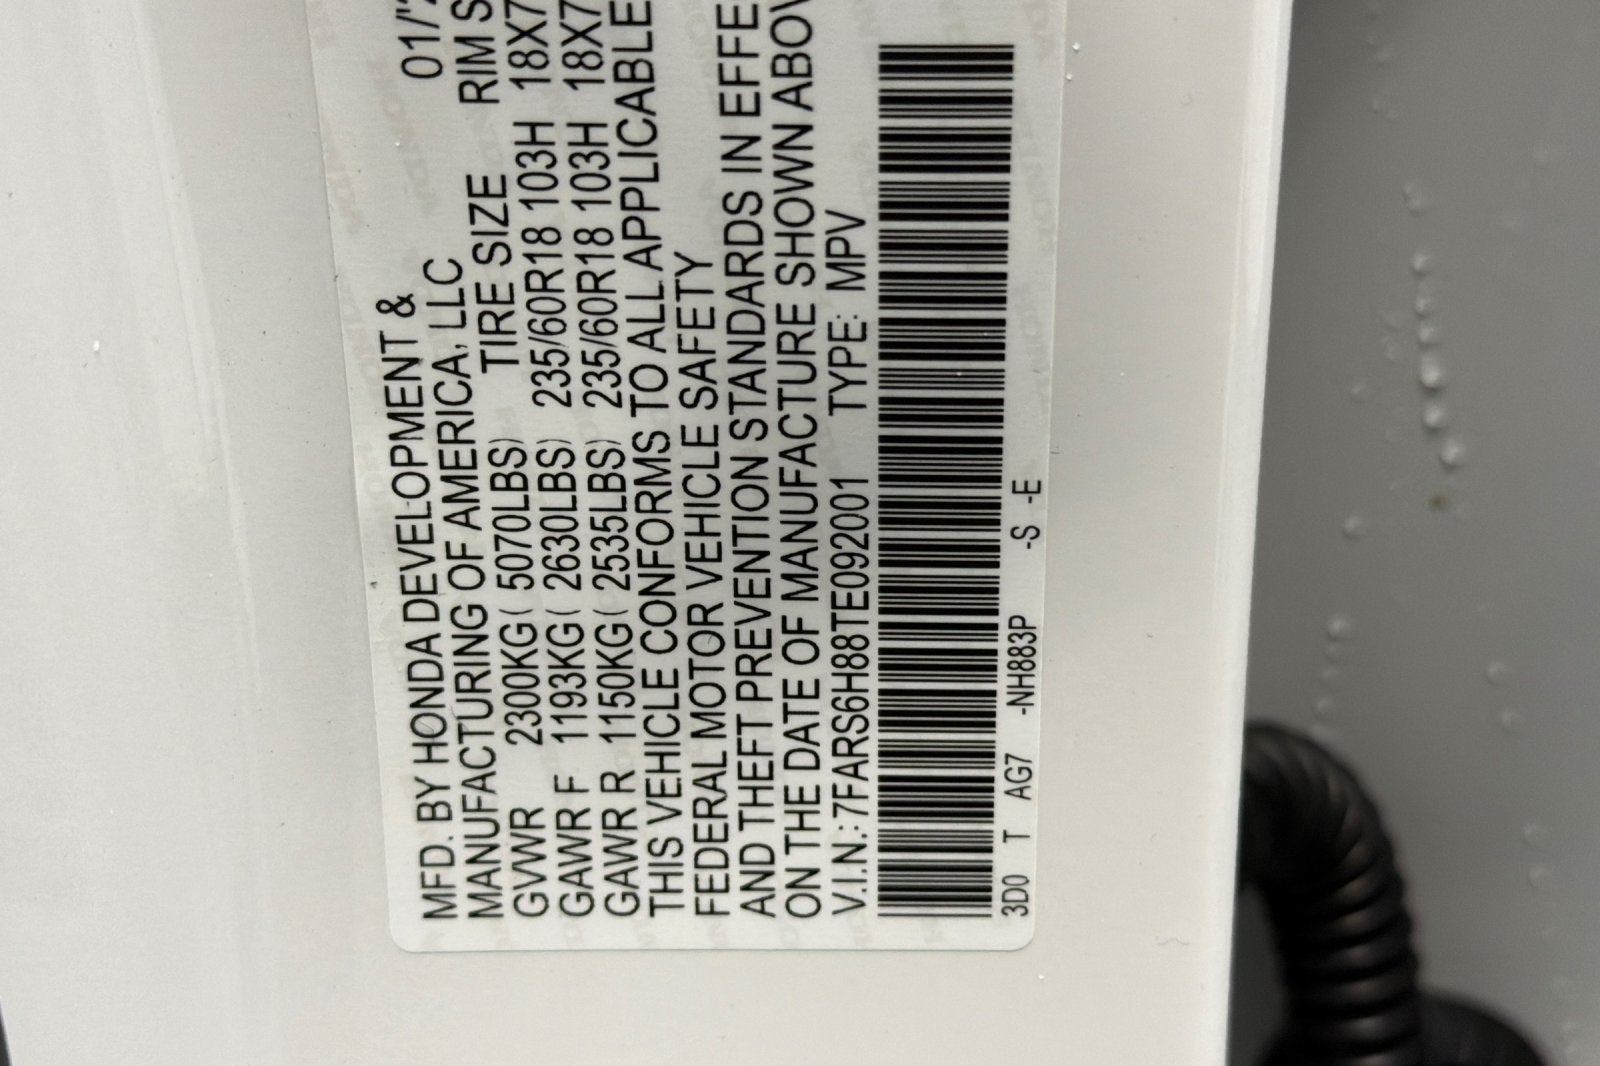 MFD. BY HONDA DEVELOPMENT & 01/'
MANUFACTURING OF AMERICA, LLC
TIRE SIZE RIM S
GVWR 2300KG( 5070LBS)
GAWR F 1193KG( 2630LBS) 235/60R18 103H 18X7
GAWR R 1150KG( 2535LBS) 235/60R18 103H 18X7
THIS VEHICLE CONFORMS TO ALL APPLICABLE
FEDERAL MOTOR VEHICLE SAFETY
AND THEFT PREVENTION STANDARDS IN EFFE
ON THE DATE OF MANUFACTURE SHOWN ABOV
V.I.N.: 7FARS6H88TE092001 TYPE: MPV
3D0 T AG7 -NH883P -S -E